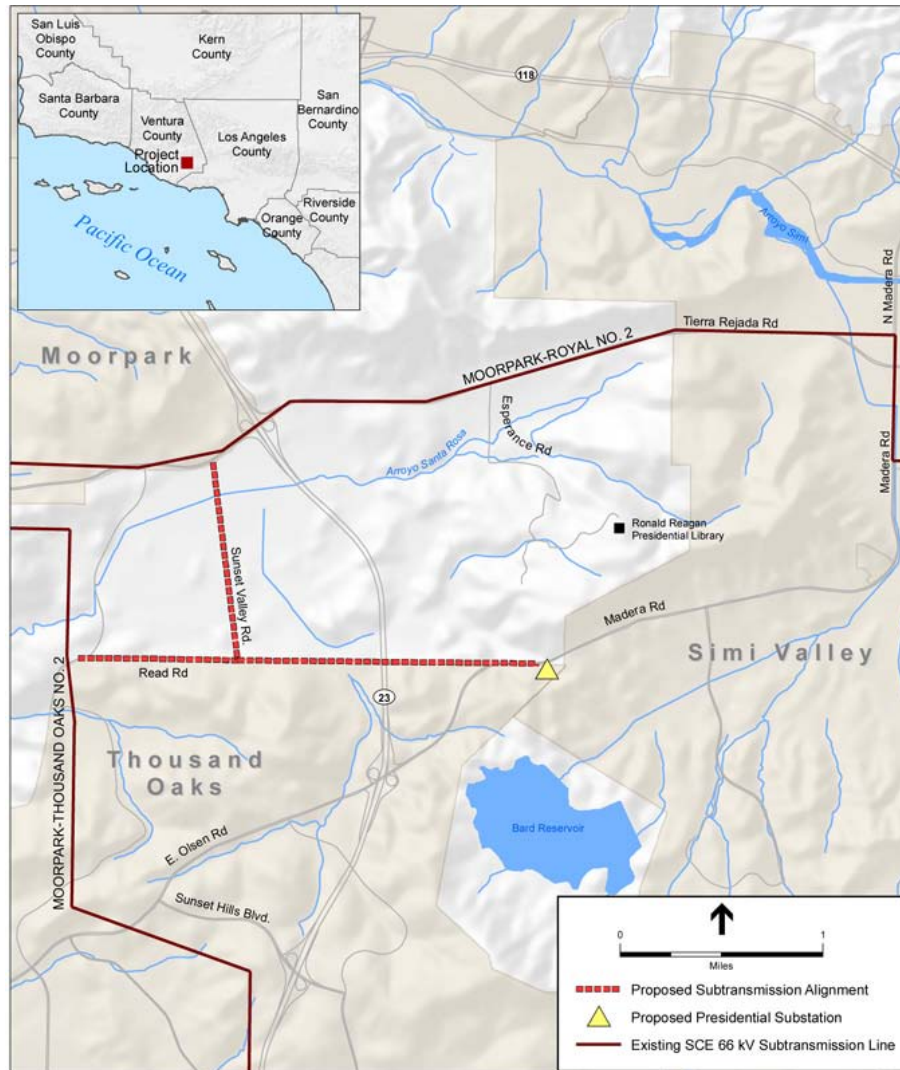 San Luis
Obispo
County
Kern
County
Santa Barbara
County
Ventura
County
San
Bernardino
County
Los Angeles
County
Project
Location
Riverside
County
Orange
County
Pacific Ocean
118
Arroyo Simi
N Madera Rd
Tierra Rejada Rd
MOORPARK-ROYAL NO. 2
Moorpark
Esperance Rd
Arroyo Santa Rosa
Madera Rd
Ronald Reagan
Presidential Library
Sunset Valley Rd.
Madera Rd
Simi Valley
Read Rd
23
MOORPARK-THOUSAND OAKS NO. 2
Thousand
Oaks
Bard Reservoir
E. Olsen Rd
Sunset Hills Blvd.
0 1
Miles
Proposed Subtransmission Alignment
Proposed Presidential Substation
Existing SCE 66 kV Subtransmission Line